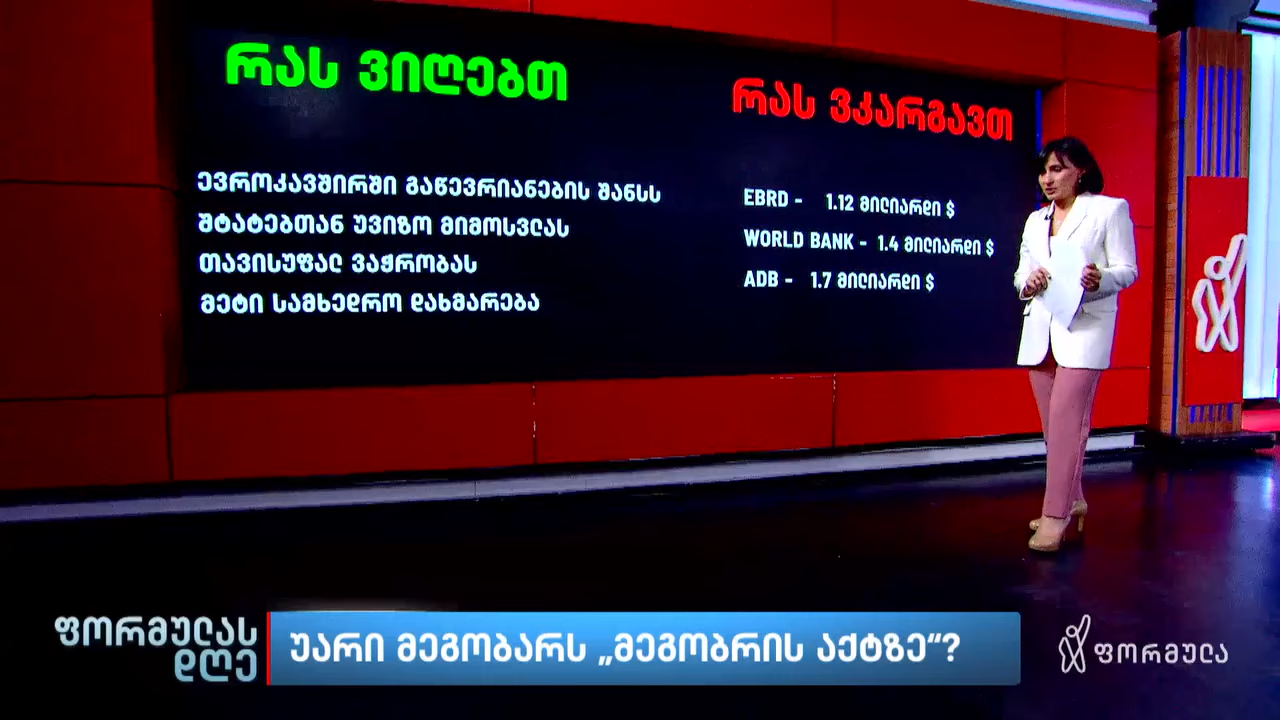 რას ვიღებთ
ევროკავშირში გაწევრიანების შანსს
შტატებთან უვიზო მიმოსვლას
თავისუფალ ვაჭრობას
მეტი სამხედრო დახმარება
რას ვკარგავთ
EBRD - 1.12 მილიარდი $
WORLD BANK - 1.4 მილიარდი $
ADB - 1.7 მილიარდი $
ფორმულას
დღე
უარი მეგობარს „მეგობრის აქტზე“?
ფორმულა